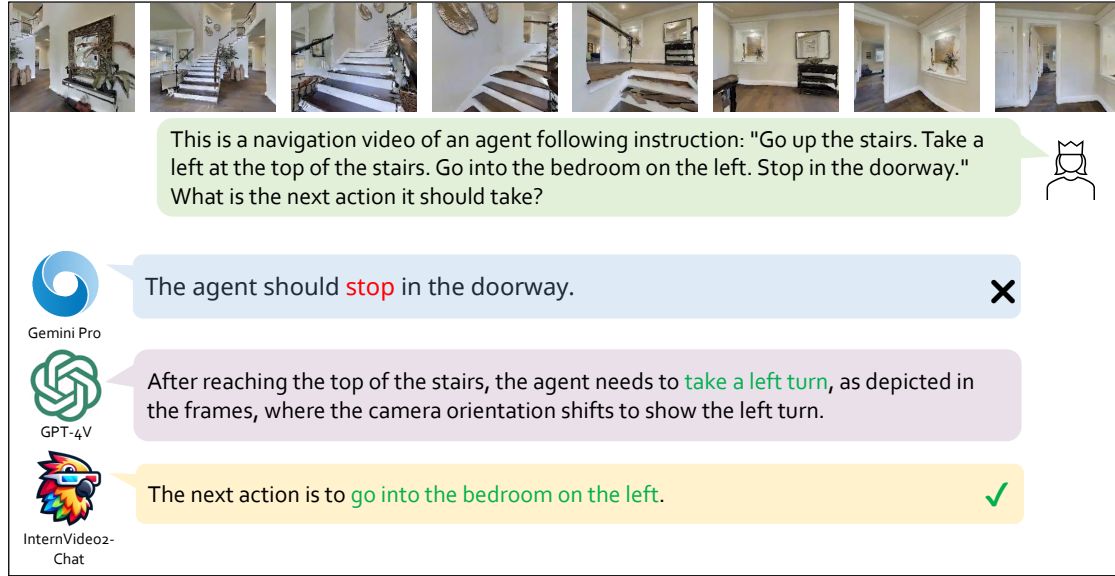 This is a navigation video of an agent following instruction: "Go up the stairs. Take a
left at the top of the stairs. Go into the bedroom on the left. Stop in the doorway."
What is the next action it should take?
The agent should stop in the doorway.
Gemini Pro
After reaching the top of the stairs, the agent needs to take a left turn, as depicted in
the frames, where the camera orientation shifts to show the left turn.
GPT-4V
The next action is to go into the bedroom on the left.
InternVideo2-
Chat